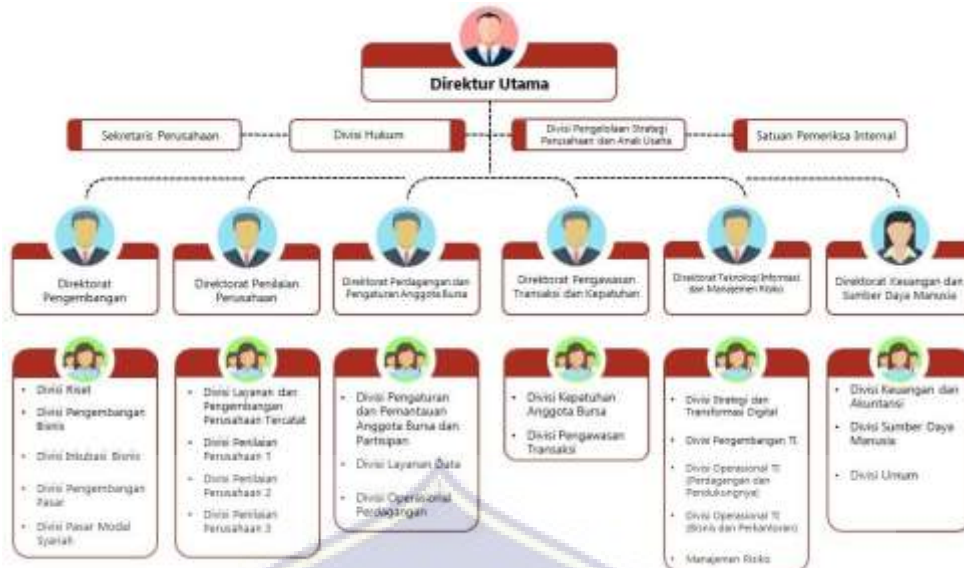 Direktur Utama
Sekretaris Perusahaan
Divisi Hukum
Divisi Pengelolaan Strategi
Perusahaan dan Anak Usaha
Satuan Pemeriksa Internal
Direktorat
Pengembangan
Direktorat Penilaian
Perusahaan
Direktorat Perdagangan dan
Pengaturan Anggota Bursa
Direktorat Pengawasan
Transaksi dan Kepatuhan
Direktorat Teknologi Informasi
dan Manajemen Risiko
Direktorat Keuangan dan
Sumber Daya Manusia
• Divisi Riset
• Divisi Pengembangan
Bisnis
• Divisi Inkubasi Bisnis
• Divisi Pengembangan
Pasar
• Divisi Pasar Modal
Syariah
• Divisi Layanan dan
Pengembangan
Perusahaan Tercatat
• Divisi Penilaian
Perusahaan 1
• Divisi Penilaian
Perusahaan 2
• Divisi Penilaian
Perusahaan 3
• Divisi Pengaturan
dan Pemantauan
Anggota Bursa dan
Partisipan
• Divisi Layanan Data
• Divisi Operasional
Perdagangan
• Divisi Kepatuhan
Anggota Bursa
• Divisi Pengawasan
Transaksi
• Divisi Strategi dan
Transformasi Digital
• Divisi Pengembangan TI
• Divisi Operasional TI
(Perdagangan dan
Pendukungnya)
• Divisi Operasional TI
(Bisnis dan Perkantoran)
• Manajemen Risiko
• Divisi Keuangan dan
Akuntansi
• Divisi Sumber Daya
Manusia
• Divisi Umum